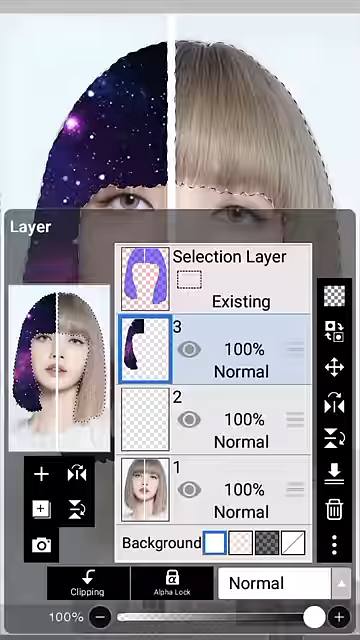 Layer
Selection Layer
Existing
3
100%
Normal
2
100%
Normal
1
100%
Normal
Background
Clipping
Alpha Lock
Normal
100%